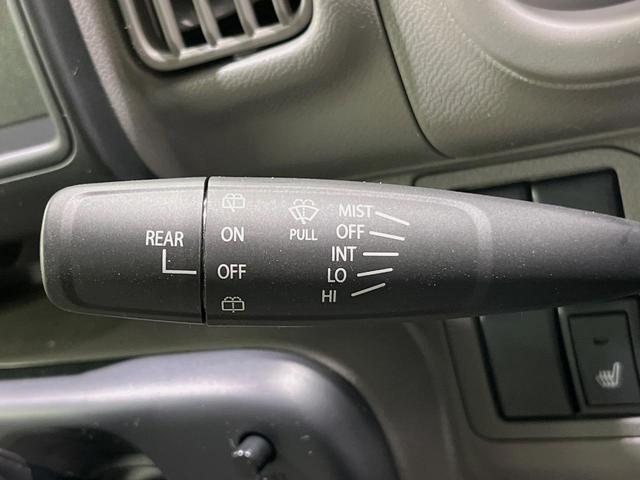 REAR
ON
OFF
PULL
MIST
OFF
INT
LO
HI